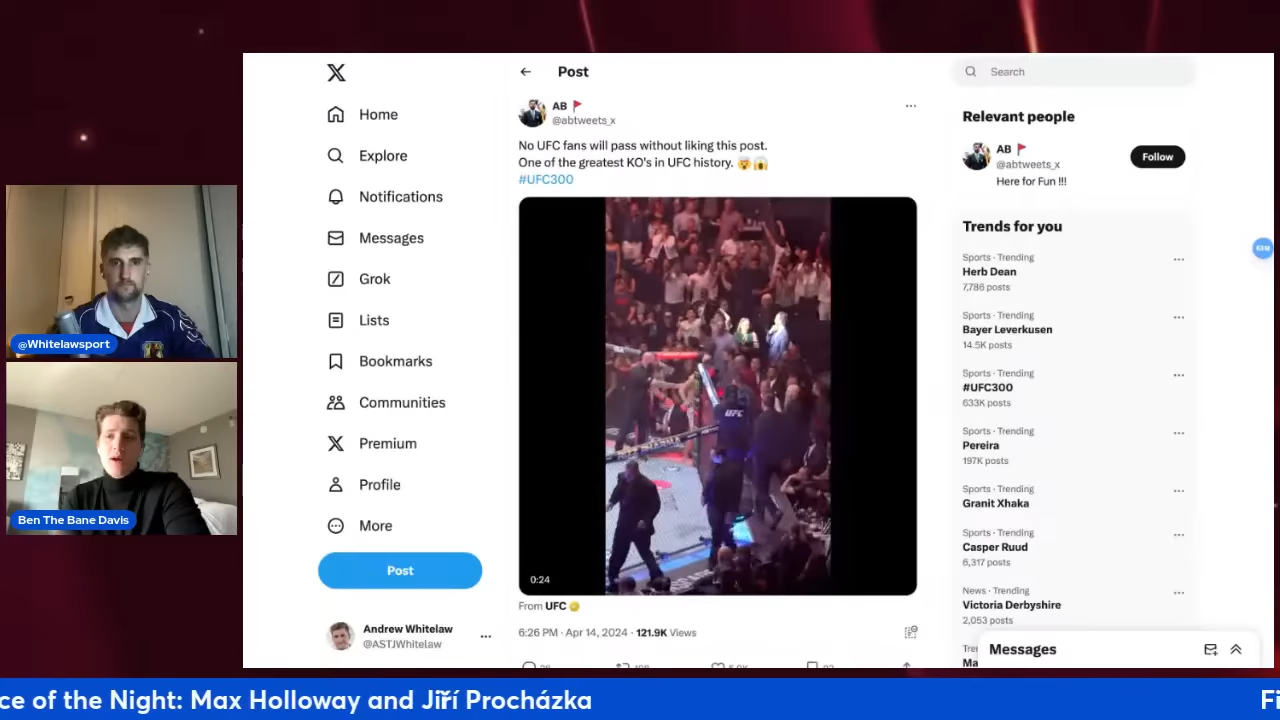 Post
Search
AB
@abtweets_x
No UFC fans will pass without liking this post.
One of the greatest KO's in UFC history.
#UFC300
UFC
0:24
From UFC
6:26 PM · Apr 14, 2024 · 121.9K Views
Home
Explore
Notifications
Messages
Grok
Lists
Bookmarks
Communities
Premium
Profile
More
Post
Andrew Whitelaw
@ASTJWhitelaw
Relevant people
AB
@abtweets_x
Follow
Here for Fun !!!
Trends for you
Sports · Trending
Herb Dean
7,786 posts
Sports · Trending
Bayer Leverkusen
14.5K posts
Sports · Trending
#UFC300
633K posts
Sports · Trending
Pereira
197K posts
Sports · Trending
Granit Xhaka
Sports · Trending
Casper Ruud
6,317 posts
News · Trending
Victoria Derbyshire
2,053 posts
Messages
@Whitelawsport
Ben The Bane Davis
ce of the Night: Max Holloway and Jiří Procházka
Fi